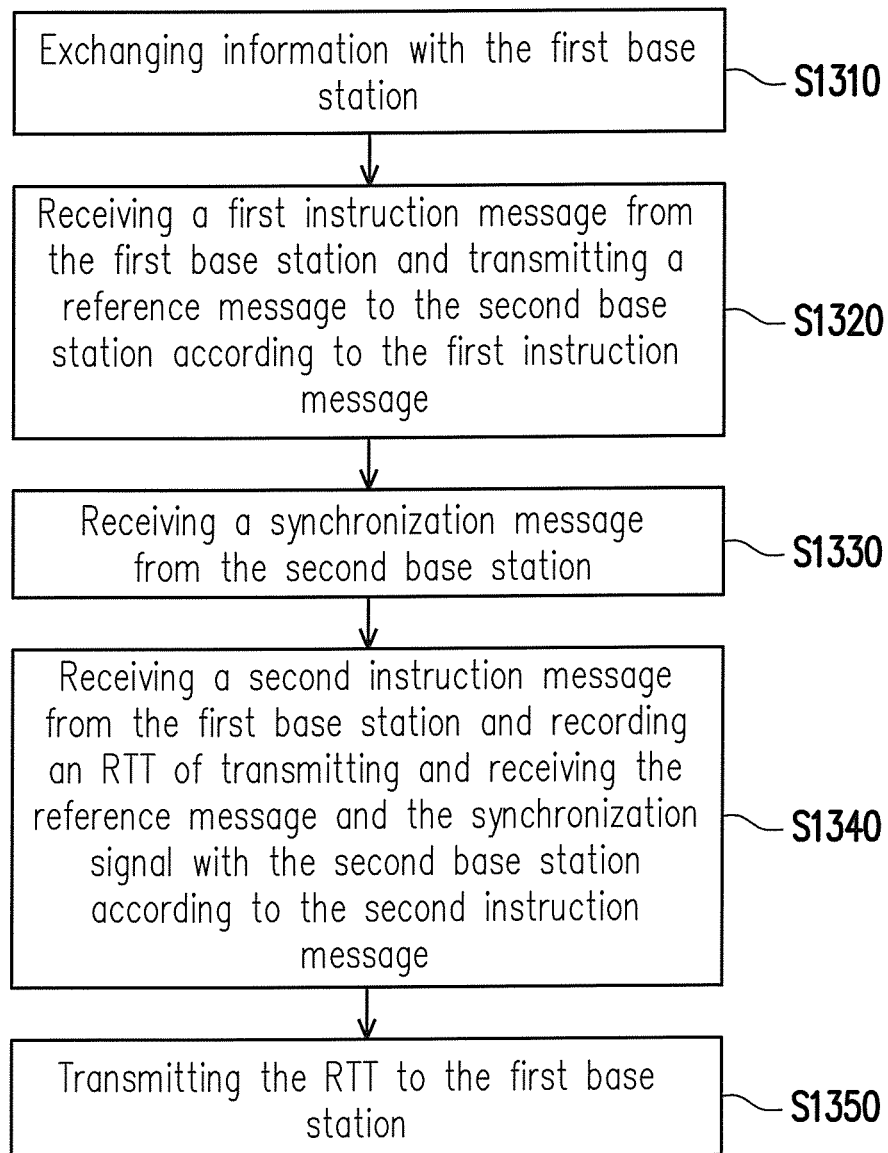 Exchanging information with the first base
station
S1310
Receiving a first instruction message from
the first base station and transmitting a
reference message to the second base
station according to the first instruction
message
S1320
Receiving a synchronization message
from the second base station
S1330
Receiving a second instruction message
from the first base station and recording
an RTT of transmitting and receiving the
reference message and the synchronization
signal with the second base station
according to the second instruction
message
S1340
Transmitting the RTT to the first base
station
S1350